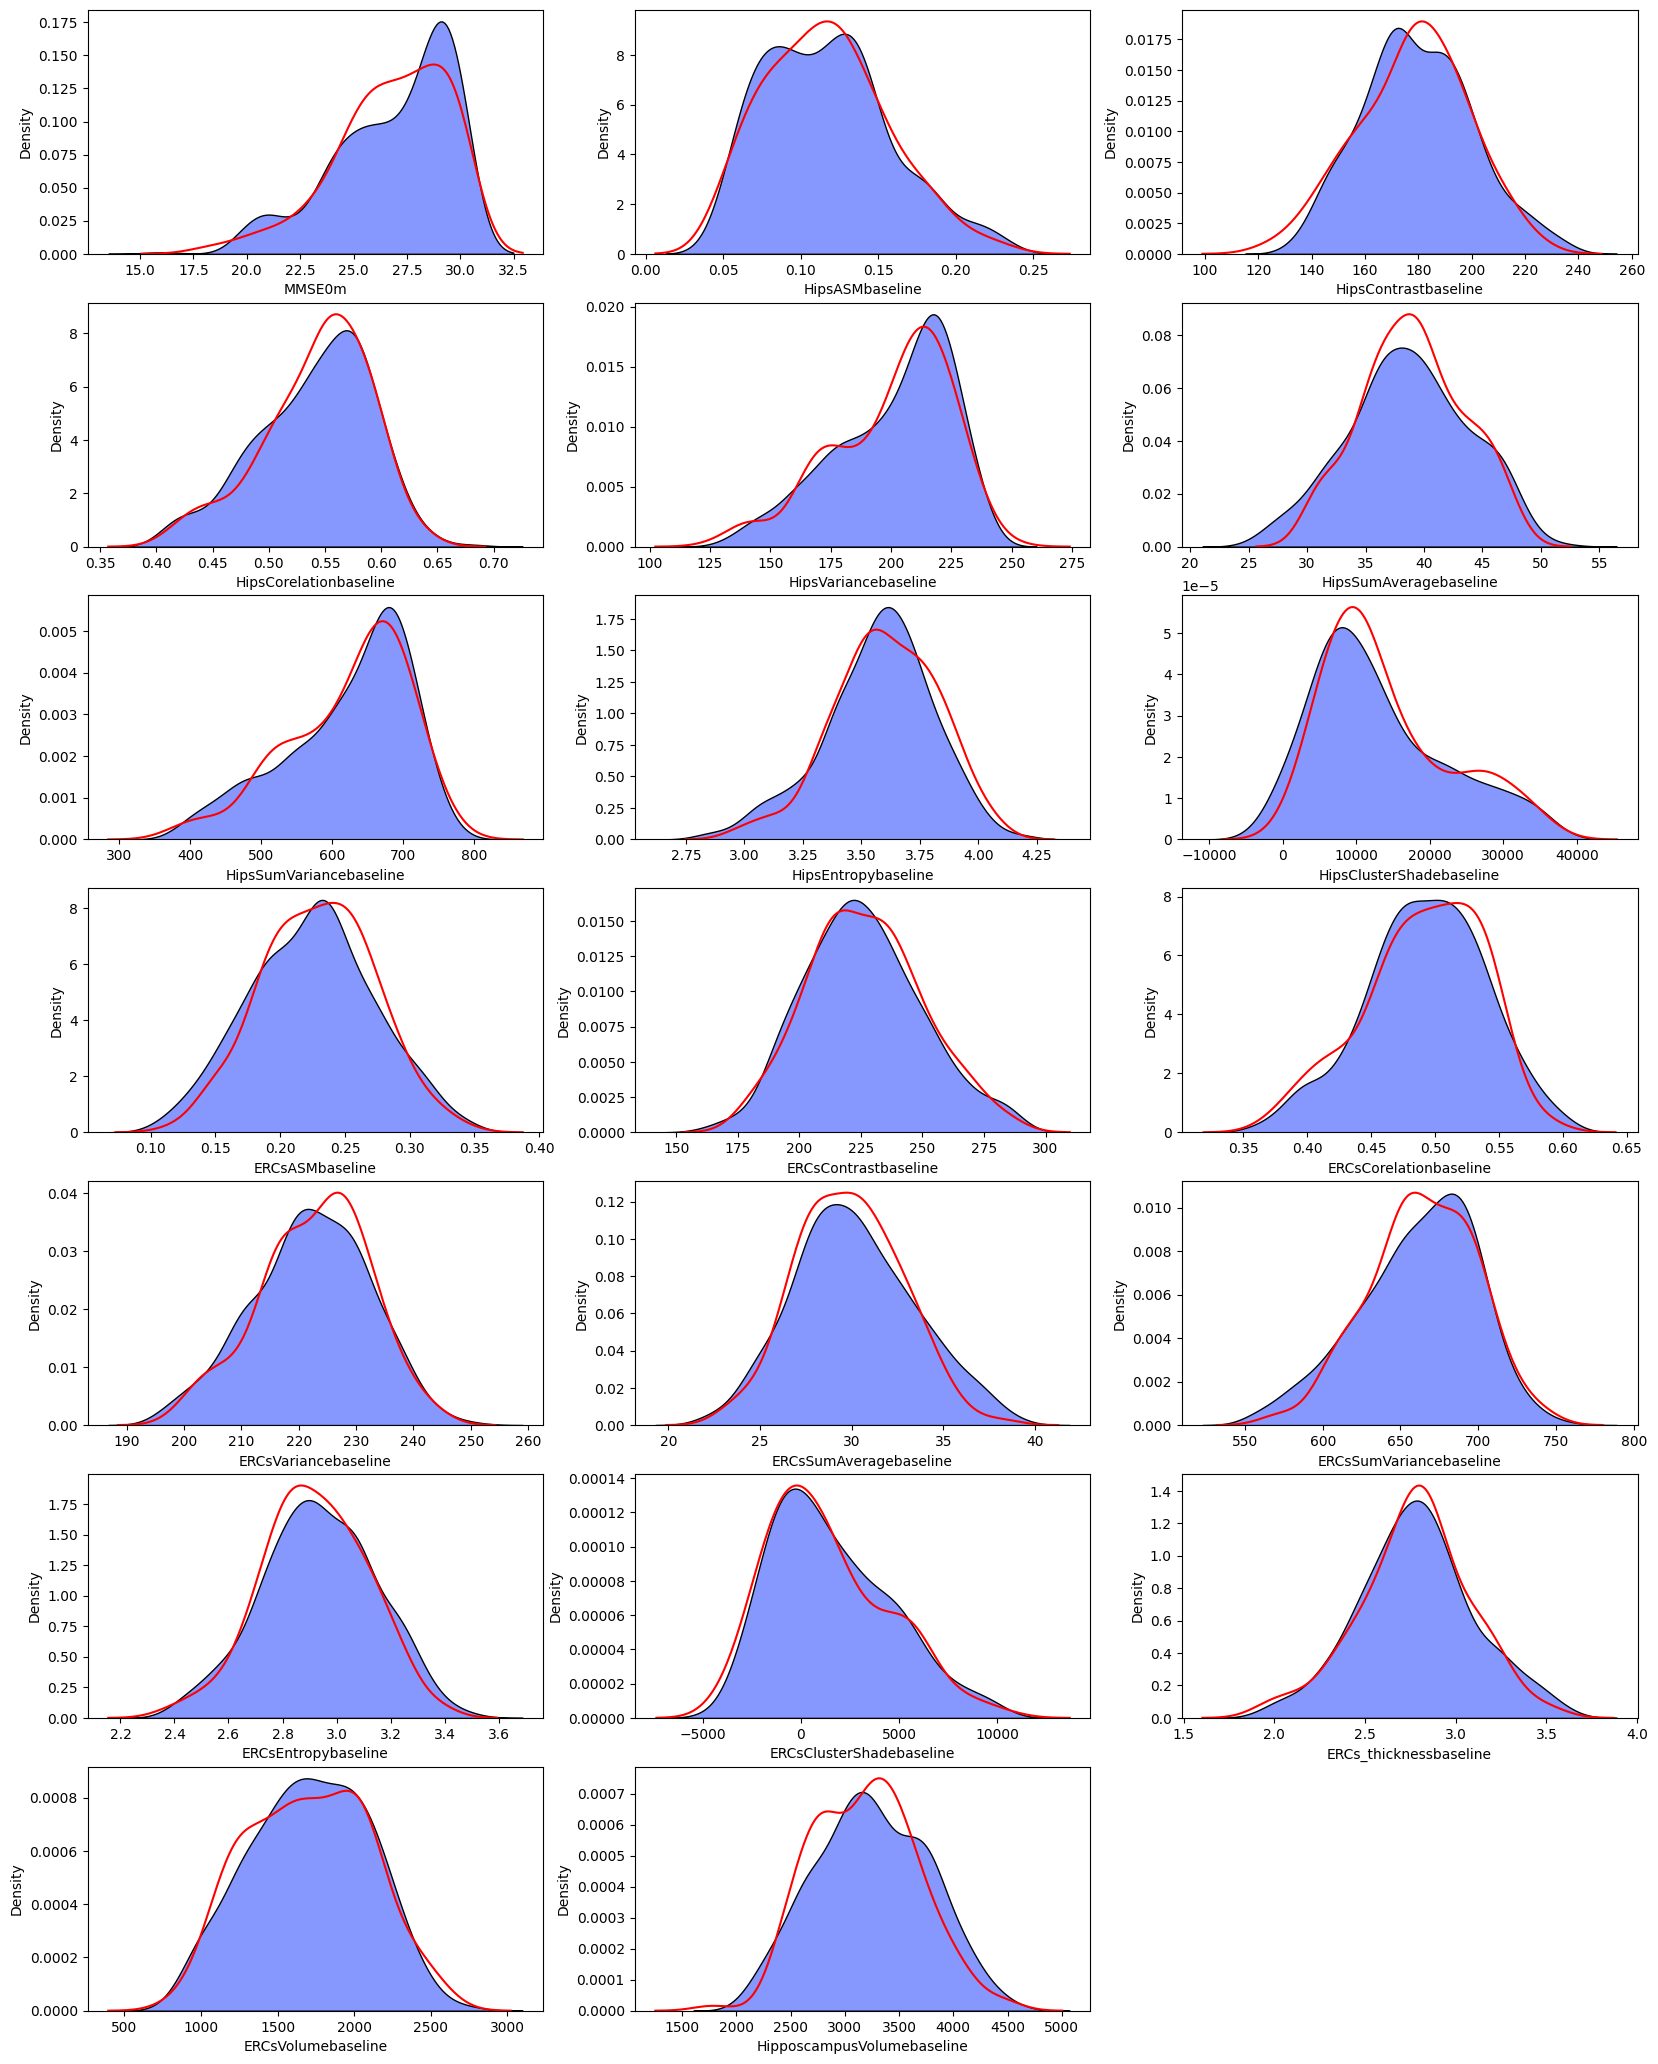 0.175
0.150
0.125
0.100
0.075
0.050
0.025
0.000
Density
15.0 17.5 20.0 22.5 25.0 27.5 30.0 32.5
MMSE0m
8
6
4
2
0
Density
0.00 0.05 0.10 0.15 0.20 0.25
HipsASMbaseline
0.0175
0.0150
0.0125
0.0100
0.0075
0.0050
0.0025
0.0000
Density
100 120 140 160 180 200 220 240 260
HipsContrastbaseline
8
6
4
2
0
Density
0.35 0.40 0.45 0.50 0.55 0.60 0.65 0.70
HipsCorelationbaseline
0.020
0.015
0.010
0.005
0.000
Density
100 125 150 175 200 225 250 275
HipsVariancebaseline
0.08
0.06
0.04
0.02
0.00
Density
20 25 30 35 40 45 50 55
HipsSumAveragebaseline
0.005
0.004
0.003
0.002
0.001
0.000
Density
300 400 500 600 700 800
HipsSumVariancebaseline
1.75
1.50
1.25
1.00
0.75
0.50
0.25
0.00
Density
2.75 3.00 3.25 3.50 3.75 4.00 4.25
HipsEntropybaseline
1e−5
5
4
3
2
1
0
Density
−10000 0 10000 20000 30000 40000
HipsClusterShadebaseline
8
6
4
2
0
Density
0.10 0.15 0.20 0.25 0.30 0.35 0.40
ERCsASMbaseline
0.0150
0.0125
0.0100
0.0075
0.0050
0.0025
0.0000
Density
150 175 200 225 250 275 300
ERCsContrastbaseline
8
6
4
2
0
Density
0.35 0.40 0.45 0.50 0.55 0.60 0.65
ERCsCorelationbaseline
0.04
0.03
0.02
0.01
0.00
Density
190 200 210 220 230 240 250 260
ERCsVariancebaseline
0.12
0.10
0.08
0.06
0.04
0.02
0.00
Density
20 25 30 35 40
ERCsSumAveragebaseline
0.010
0.008
0.006
0.004
0.002
0.000
Density
550 600 650 700 750 800
ERCsSumVariancebaseline
1.75
1.50
1.25
1.00
0.75
0.50
0.25
0.00
Density
2.2 2.4 2.6 2.8 3.0 3.2 3.4 3.6
ERCsEntropybaseline
0.00014
0.00012
0.00010
0.00008
0.00006
0.00004
0.00002
0.00000
Density
−5000 0 5000 10000
ERCsClusterShadebaseline
1.4
1.2
1.0
0.8
0.6
0.4
0.2
0.0
Density
1.5 2.0 2.5 3.0 3.5 4.0
ERCs_thicknessbaseline
0.0008
0.0006
0.0004
0.0002
0.0000
Density
500 1000 1500 2000 2500 3000
ERCsVolumebaseline
0.0007
0.0006
0.0005
0.0004
0.0003
0.0002
0.0001
0.0000
Density
1500 2000 2500 3000 3500 4000 4500 5000
HipposcampusVolumebaseline